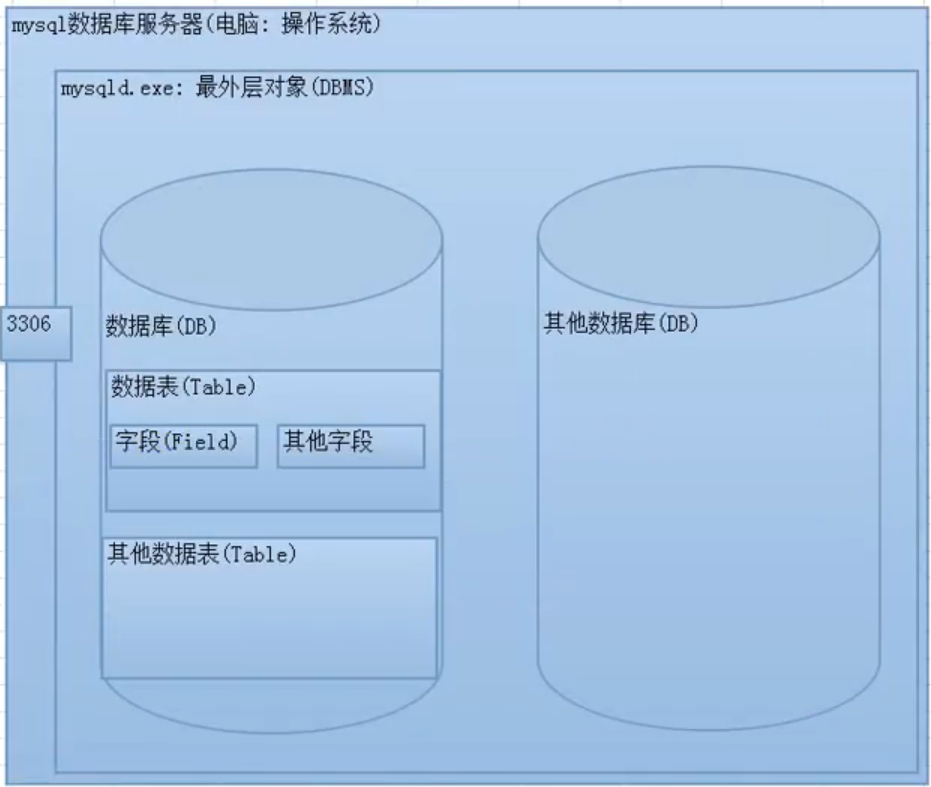 mysql数据库服务器(电脑: 操作系统)
mysqld.exe: 最外层对象(DBMS)
3306
数据库(DB)
其他数据库(DB)
数据表(Table)
字段(Field)
其他字段
其他数据表(Table)